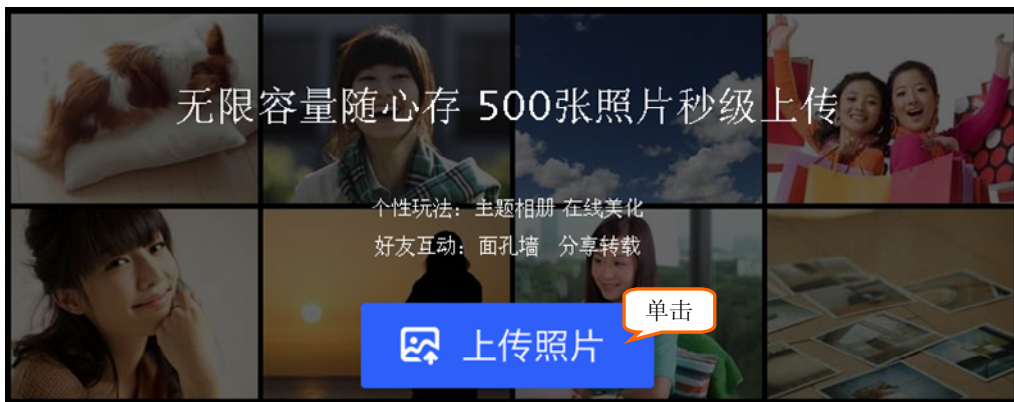 无限容量随心存 500张照片秒级上传
个性玩法：主题相册 在线美化
好友互动：面孔墙 分享转载
单击
上传照片